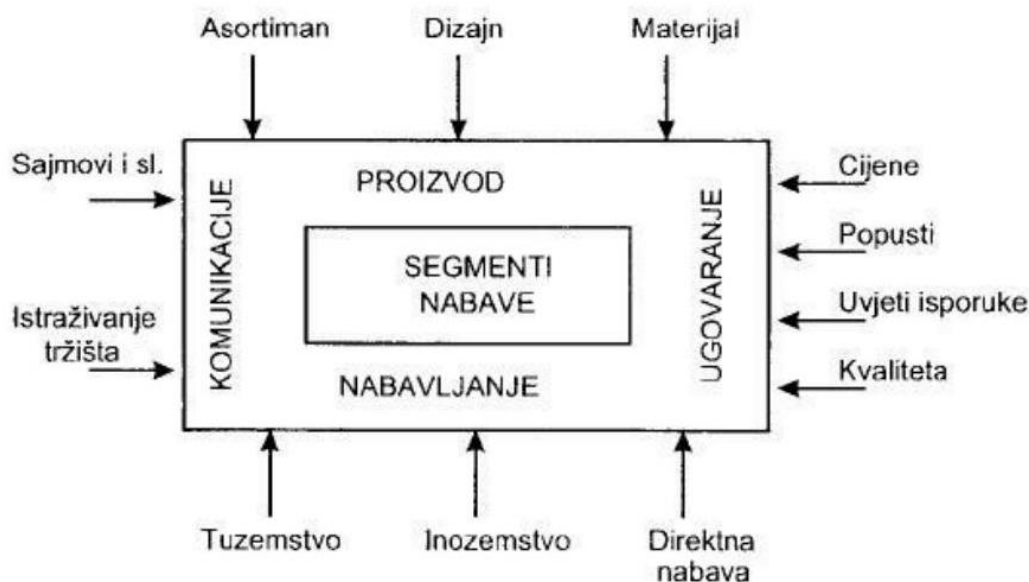 Asortiman
Dizajn
Materijal
Sajmovi i sl.
Cijene
PROIZVOD
KOMUNIKACIJE
UGOVARANJE
Popusti
SEGMENTI
NABAVE
Istraživanje
tržišta
Uvjeti isporuke
NABAVLJANJE
Kvaliteta
Tuzemstvo
Inozemstvo
Direktna
nabava